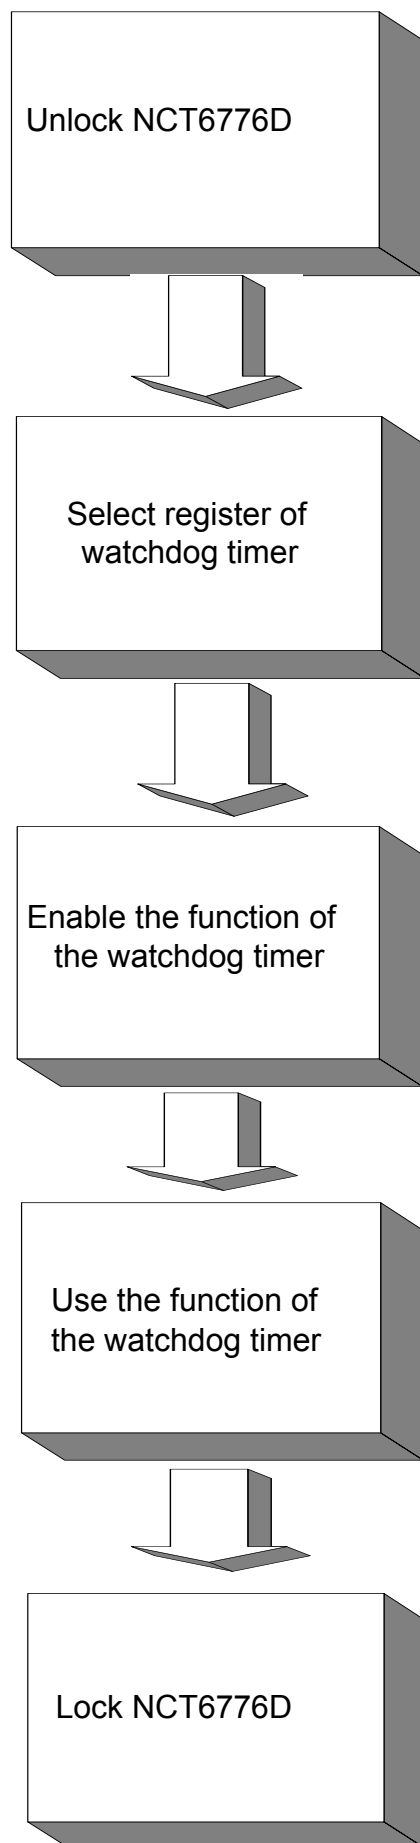 Unlock NCT6776D
Select register of
watchdog timer
Enable the function of
the watchdog timer
Use the function of
the watchdog timer
Lock NCT6776D